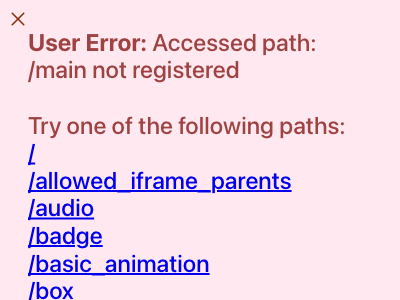 User Error: Accessed path:
/main not registered
Try one of the following paths:
/
/allowed_iframe_parents
/audio
/badge
/basic_animation
/box